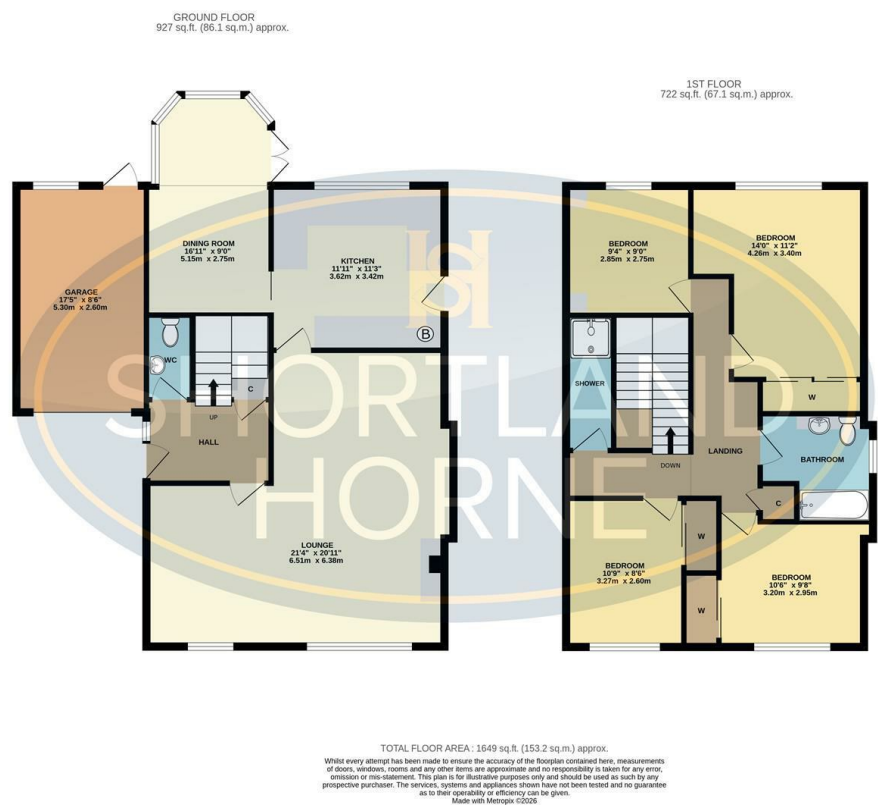 GROUND FLOOR
927 sq.ft. (86.1 sq.m.) approx.
1ST FLOOR
722 sq.ft. (67.1 sq.m.) approx.
DINING ROOM
16'11" x 9'0"
5.15m x 2.75m
KITCHEN
11'11" x 11'3"
3.62m x 3.42m
GARAGE
17'5" x 8'6"
5.30m x 2.60m
B
WC
C
UP
HALL
LOUNGE
21'4" x 20'11"
6.51m x 6.38m
BEDROOM
9'4" x 9'0"
2.85m x 2.75m
BEDROOM
14'0" x 11'2"
4.26m x 3.40m
SHOWER
W
LANDING
BATHROOM
DOWN
C
W
BEDROOM
10'9" x 8'6"
3.27m x 2.60m
BEDROOM
10'6" x 9'8"
3.20m x 2.95m
W
SHORTLAND
HORNE
TOTAL FLOOR AREA : 1649 sq.ft. (153.2 sq.m.) approx.
Whilst every attempt has been made to ensure the accuracy of the floorplan contained here, measurements
of doors, windows, rooms and any other items are approximate and no responsibility is taken for any error,
omission or mis-statement. This plan is for illustrative purposes only and should be used as such by any
prospective purchaser. The services, systems and appliances shown have not been tested and no guarantee
as to their operability or efficiency can be given.
Made with Metropix ©2026